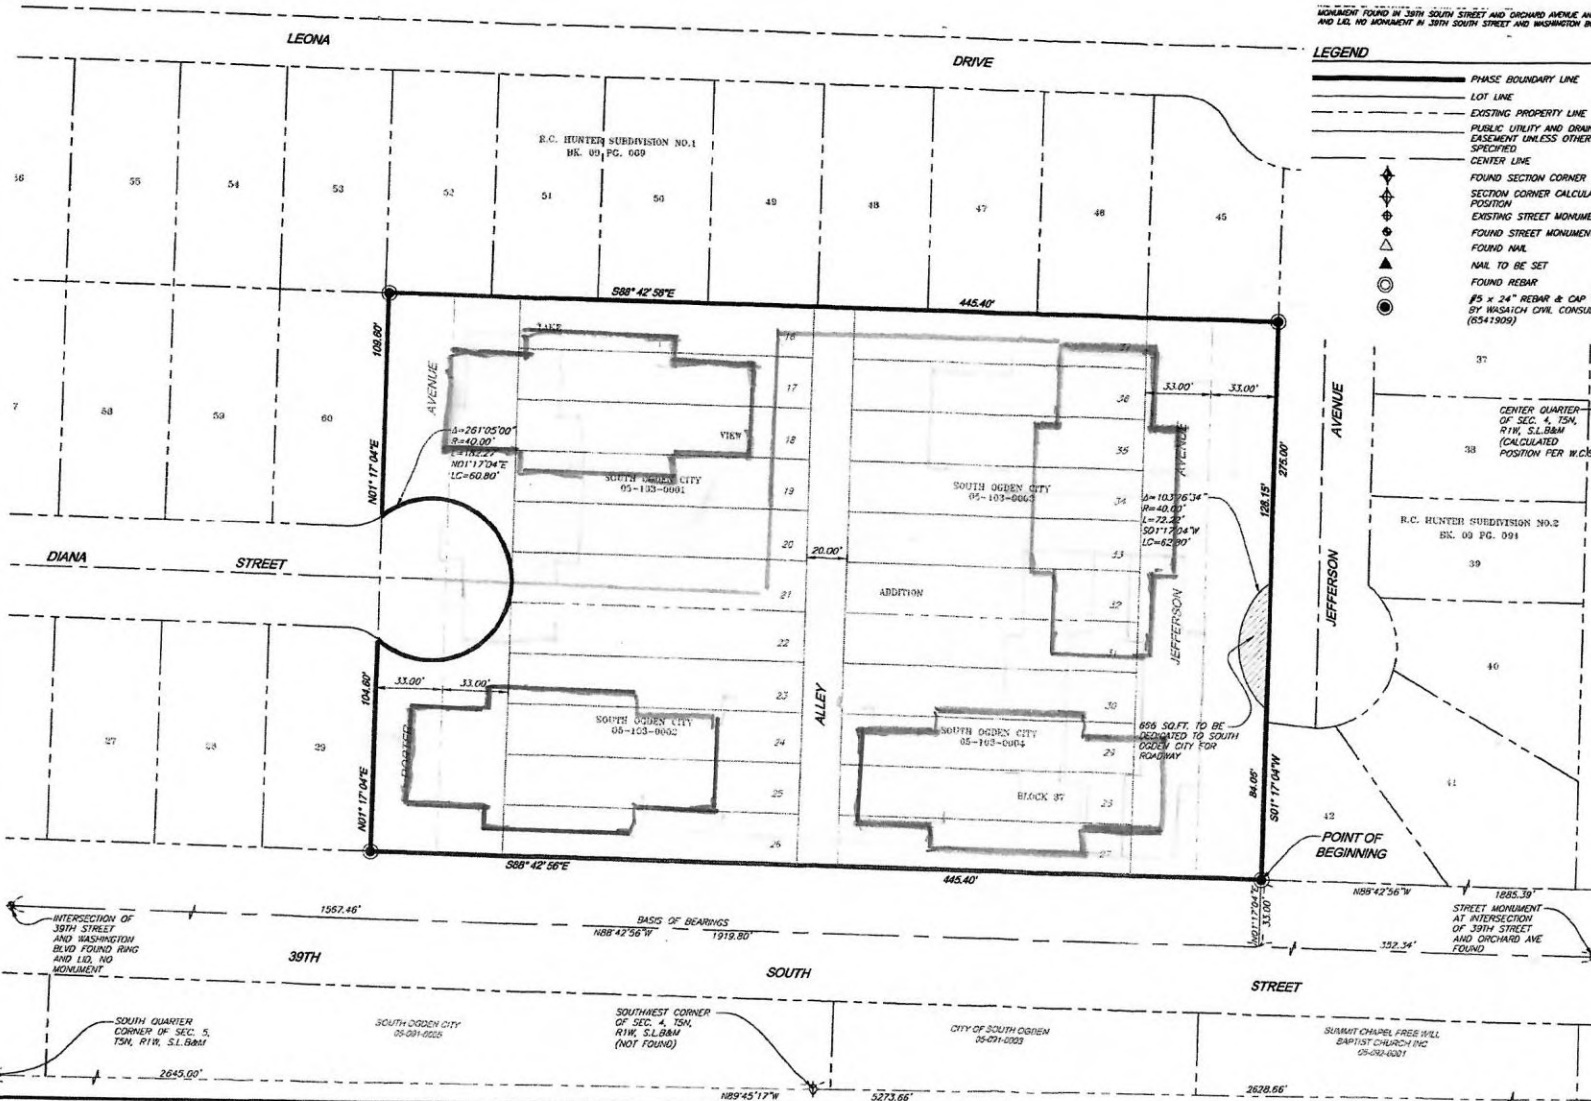 MONUMENT FOUND IN 39TH SOUTH STREET AND ORCHARD AVENUE AN
AND LID, NO MONUMENT IN 39TH SOUTH STREET AND WASHINGTON B
LEGEND
PHASE BOUNDARY LINE
LOT LINE
EXISTING PROPERTY LINE
PUBLIC UTILITY AND DRAIN
EASEMENT UNLESS OTHER
SPECIFIED
CENTER LINE
FOUND SECTION CORNER
SECTION CORNER CALCULA
POSITION
EXISTING STREET MONUME
FOUND STREET MONUMEN
FOUND NAIL
NAIL TO BE SET
FOUND REBAR
#5 x 24" REBAR & CAP
BY WASATCH CIVIL CONSU
(6541909)
LEONA
DRIVE
R.C. HUNTER SUBDIVISION NO.1
BK. 09 PG. 069
55
54
53
52
51
50
49
48
47
46
45
S88° 42' 56"E
445.40'
109.60'
N01° 17' 04"E
AVENUE
LAKE
VIEW
16
17
18
19
20
21
22
23
24
25
26
36
35
34
33
32
31
30
29
28
27
33.00'
33.00'
275.00'
128.15'
AVENUE
JEFFERSON
AVENUE
JEFFERSON
37
38
CENTER QUARTER
OF SEC. 4, T5N,
R1W, S.L.B&M
(CALCULATED
POSITION PER W.C.
R.C. HUNTER SUBDIVISION NO.2
BK. 09 PG. 091
39
40
41
42
7
58
59
60
Δ=261°05'00"
R=40.00'
L=182.27'
N01°17'04"E
LC=60.80'
SOUTH OGDEN CITY
05-103-0001
SOUTH OGDEN CITY
05-103-0003
R=40.00'
L=72.22'
S01°17'04"W
DIANA
STREET
20.00'
ADDITION
27
28
29
104.60'
N01° 17' 04"E
33.00'
33.00'
PORTER
SOUTH OGDEN CITY
05-103-0002
ALLEY
SOUTH OGDEN CITY
05-103-0004
BLOCK 37
656 SQ.FT. TO BE
DEDICATED TO SOUTH
OGDEN CITY FOR
ROADWAY
84.05'
S01° 17' 04"W
POINT OF
BEGINNING
S88° 42' 56"E
445.40'
N88°42'56"W
1885.39'
N01°17'04"E
33.00'
INTERSECTION OF
39TH STREET
AND WASHINGTON
BLVD FOUND RING
AND LID, NO
MONUMENT
1567.46'
BASIS OF BEARINGS
N88°42'56"W 1919.80'
352.34'
STREET MONUMENT
AT INTERSECTION
OF 39TH STREET
AND ORCHARD AVE
FOUND
39TH
SOUTH
STREET
SOUTH QUARTER
CORNER OF SEC. 5,
T5N, R1W, S.L.B&M
SOUTH OGDEN CITY
SOUTHWEST CORNER
OF SEC. 4, T5N,
R1W, S.L.B&M
(NOT FOUND)
CITY OF SOUTH OGDEN
05-091-0003
SUMMIT CHAPEL FREE WILL
BAPTIST CHURCH INC
05-092-0001
2645.00'
N89°45'17"W
5273.66'
2628.66'